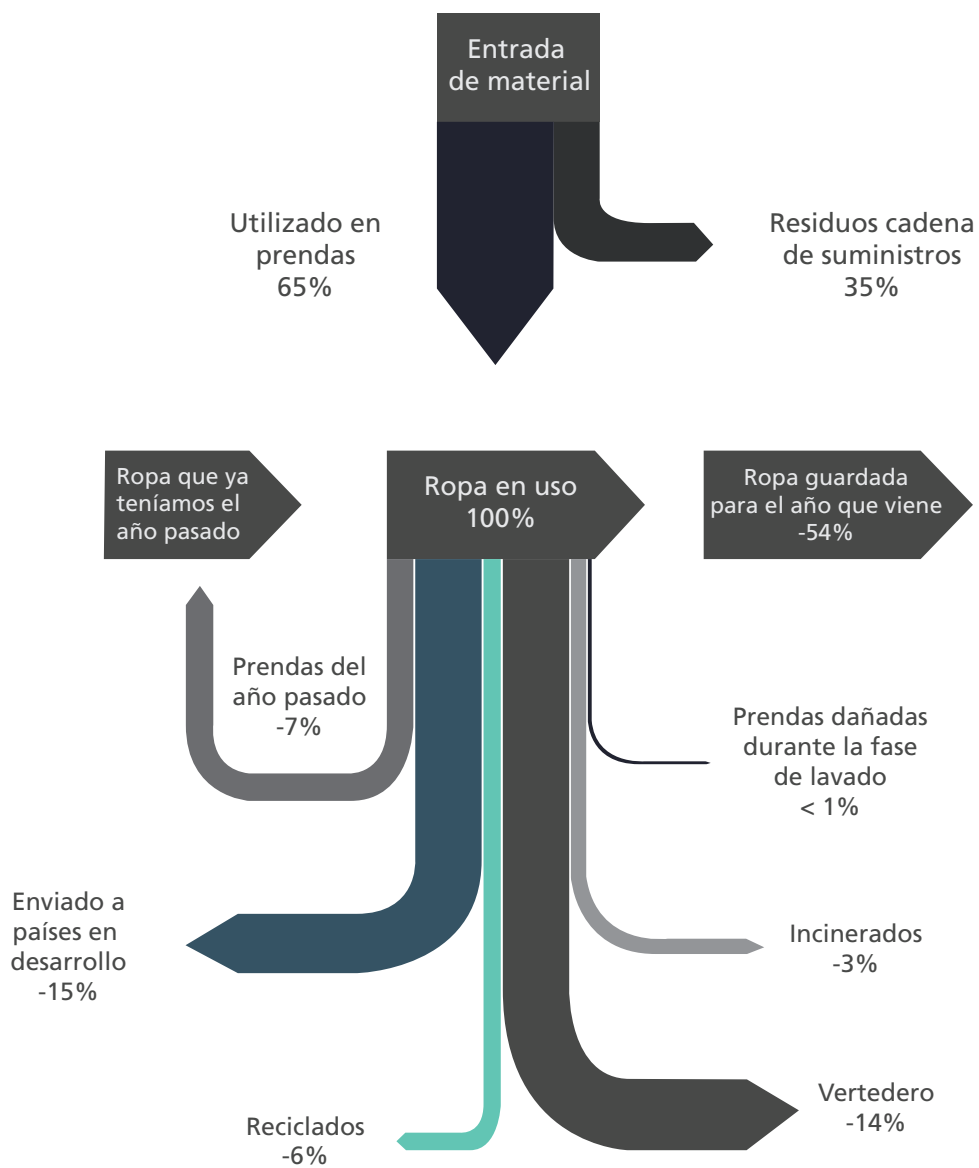 Entrada
de material
Utilizado en
prendas
65%
Residuos cadena
de suministros
35%
Ropa que ya
teníamos el
año pasado
Ropa en uso
100%
Ropa guardada
para el año que viene
-54%
Prendas del
año pasado
-7%
Prendas dañadas
durante la fase
de lavado
< 1%
Enviado a
países en
desarrollo
-15%
Incinerados
-3%
Reciclados
-6%
Vertedero
-14%